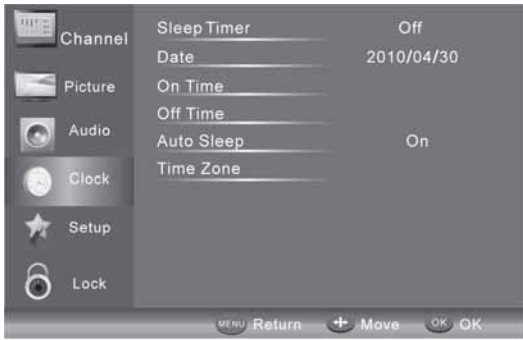 Channel
Picture
Audio
Clock
Setup
Lock
Sleep Timer Off
Date 2010/04/30
On Time
Off Time
Auto Sleep On
Time Zone
MENU Return Move OK OK